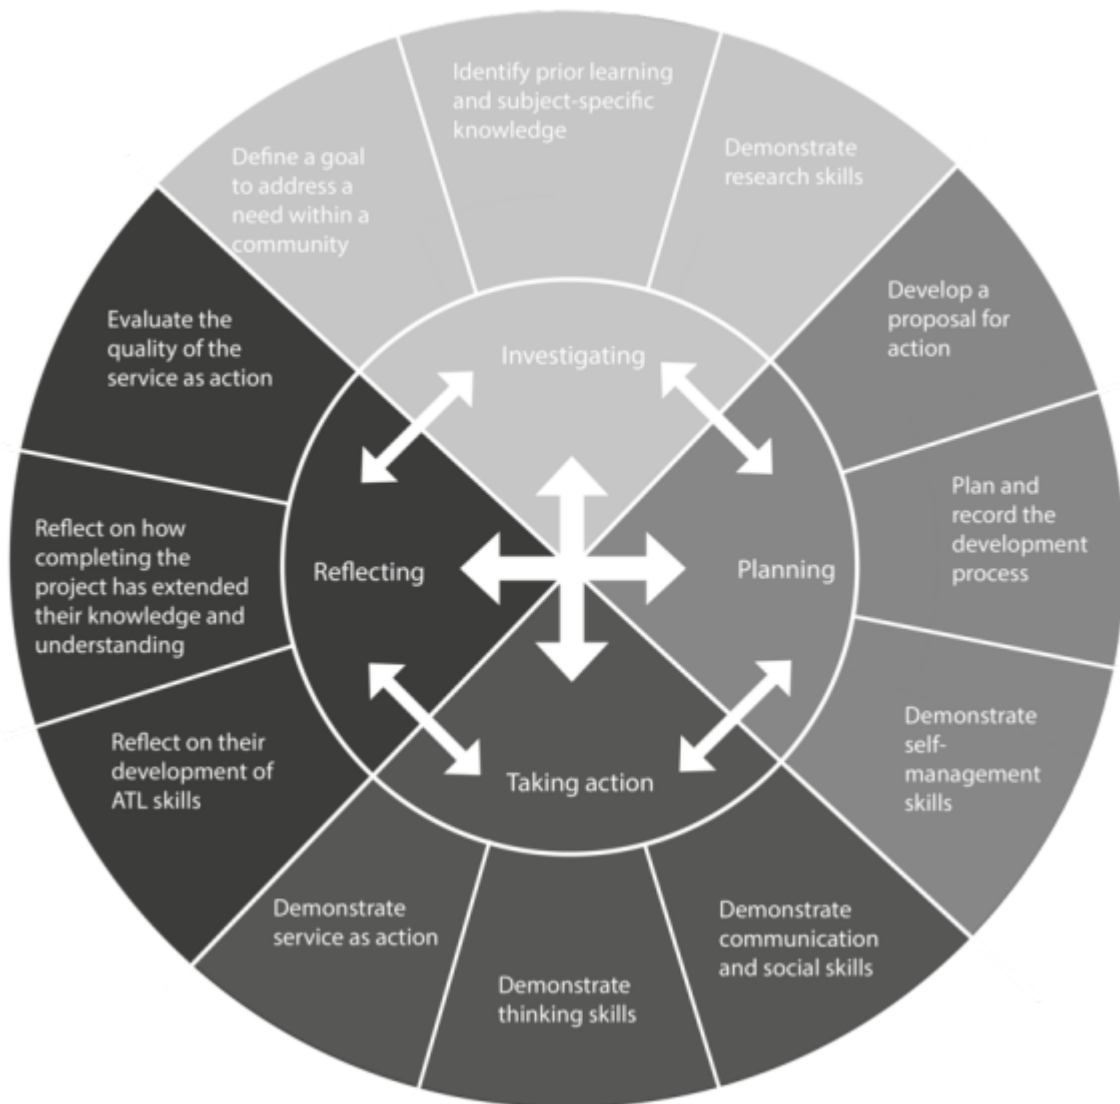 Identify prior learning
and subject-specific
knowledge
Define a goal
to address a
need within a
community
Demonstrate
research skills
Develop a
proposal for
action
Plan and
record the
development
process
Demonstrate
self-
management
skills
Demonstrate
communication
and social skills
Demonstrate
thinking skills
Demonstrate
service as action
Reflect on their
development of
ATL skills
Reflect on how
completing the
project has extended
their knowledge and
understanding
Evaluate the
quality of the
service as action
Investigating
Planning
Taking action
Reflecting